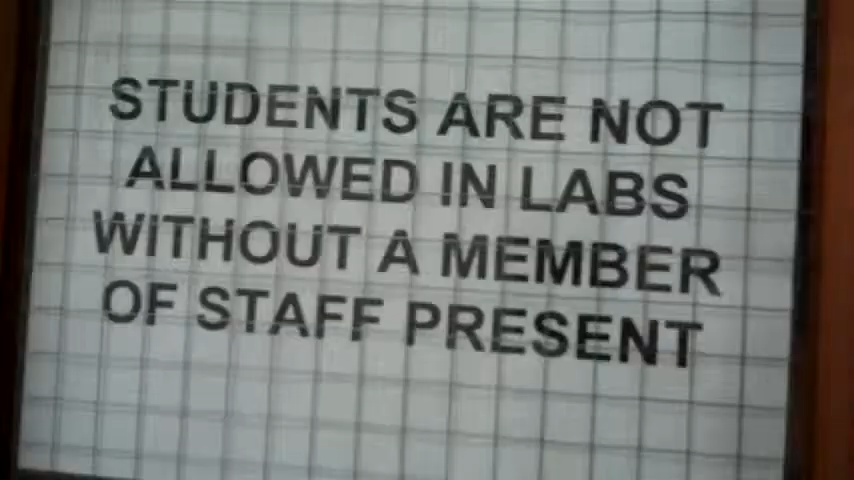 STUDENTS ARE NOT
ALLOWED IN LABS
WITHOUT A MEMBER
OF STAFF PRESENT